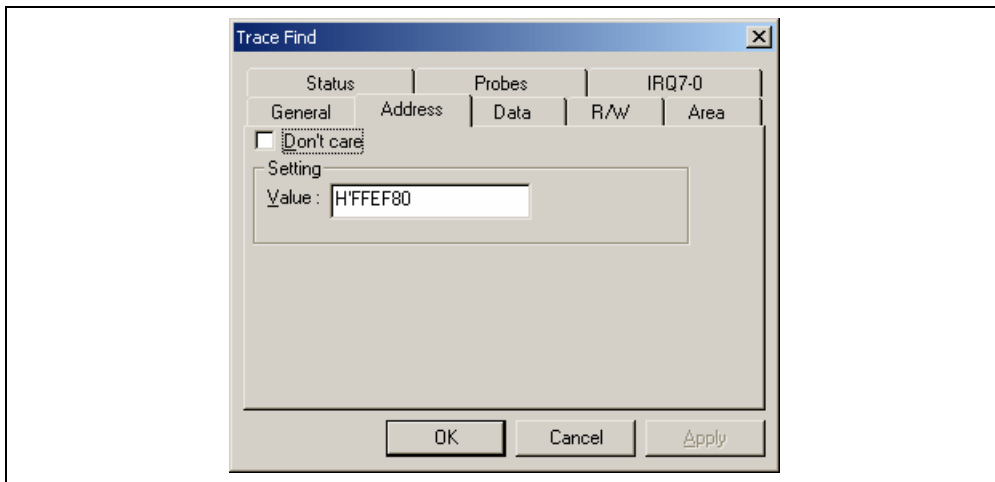 Trace Find
Status Probes IRQ7-0
General Address Data R/W Area
Don't care
Setting
Value : H'FFEF80
OK Cancel Apply